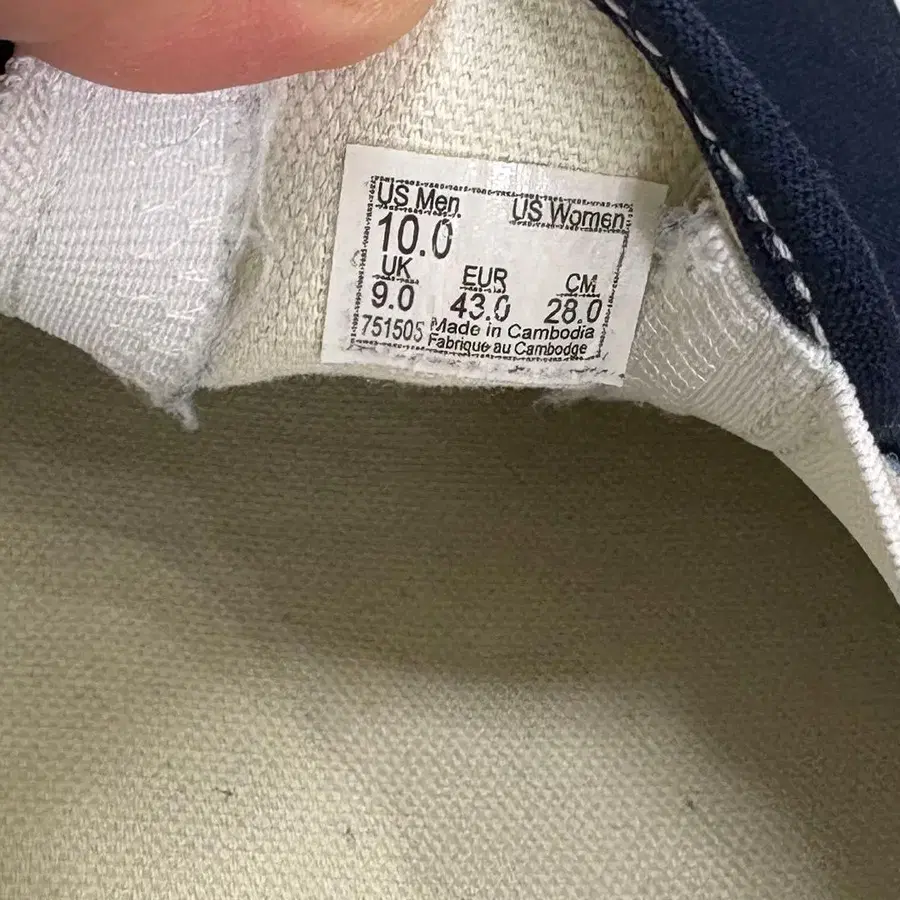 US Men US Women
10.0
UK EUR CM
9.0 43.0 28.0
751505 Made in Cambodia
Fabriqué au Cambodge